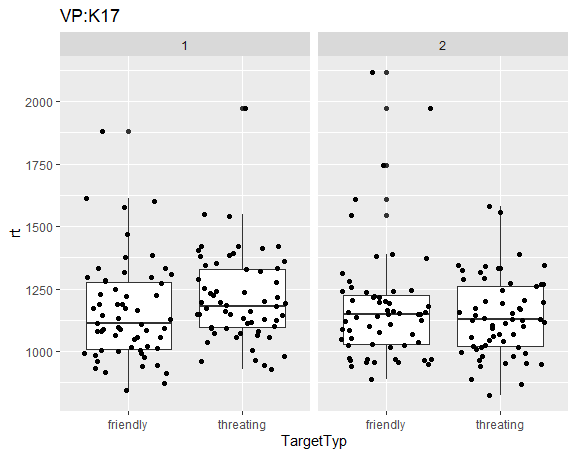 VP:K17
1 2
rt
2000
1750
1500
1250
1000
friendly threating friendly threating
TargetTyp